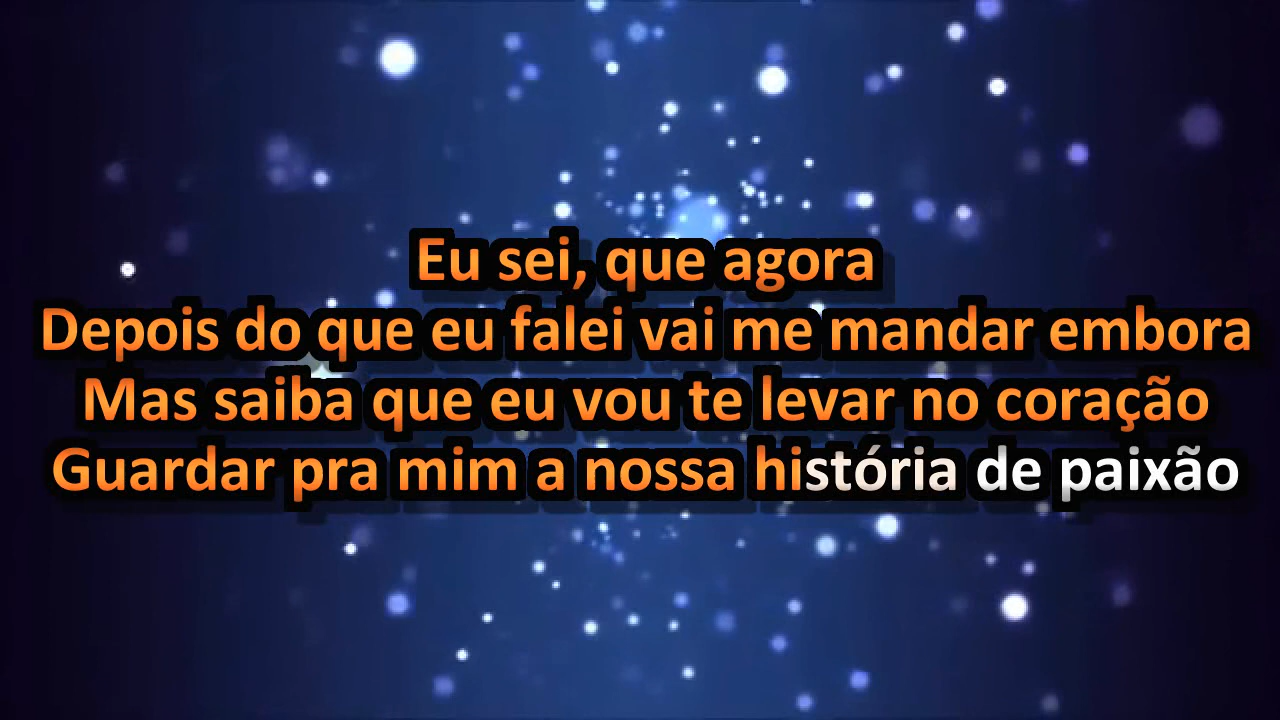 Eu sei, que agora
Depois do que eu falei vai me mandar embora
Mas saiba que eu vou te levar no coração
Guardar pra mim a nossa história de paixão